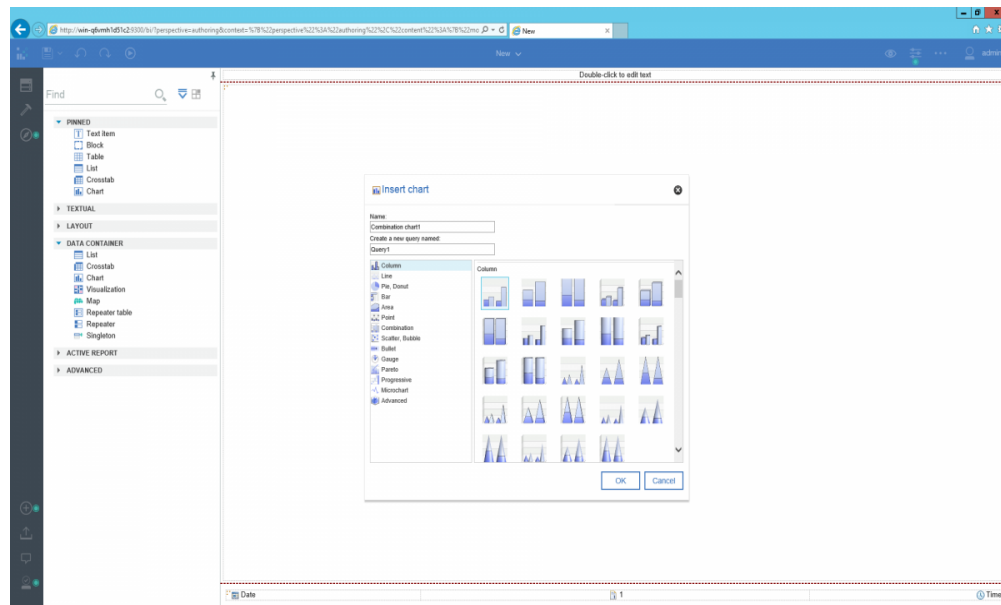 http://win-q6vmh1d51c2:9300/bi/?perspective=authoring&context=%7B%22perspective%22%3A%22authoring%22%2C%22content%22%3A%7B%22mo
New
New
admin
Double-click to edit text
Find
PINNED
Text item
Block
Table
List
Crosstab
Chart
TEXTUAL
LAYOUT
DATA CONTAINER
List
Crosstab
Chart
Visualization
Map
Repeater table
Repeater
Singleton
ACTIVE REPORT
ADVANCED
Insert chart
Name:
Combination chart1
Create a new query named:
Query1
Column
Line
Pie, Donut
Bar
Area
Point
Combination
Scatter, Bubble
Bullet
Gauge
Pareto
Progressive
Microchart
Advanced
Column
OK
Cancel
Date
1
Time